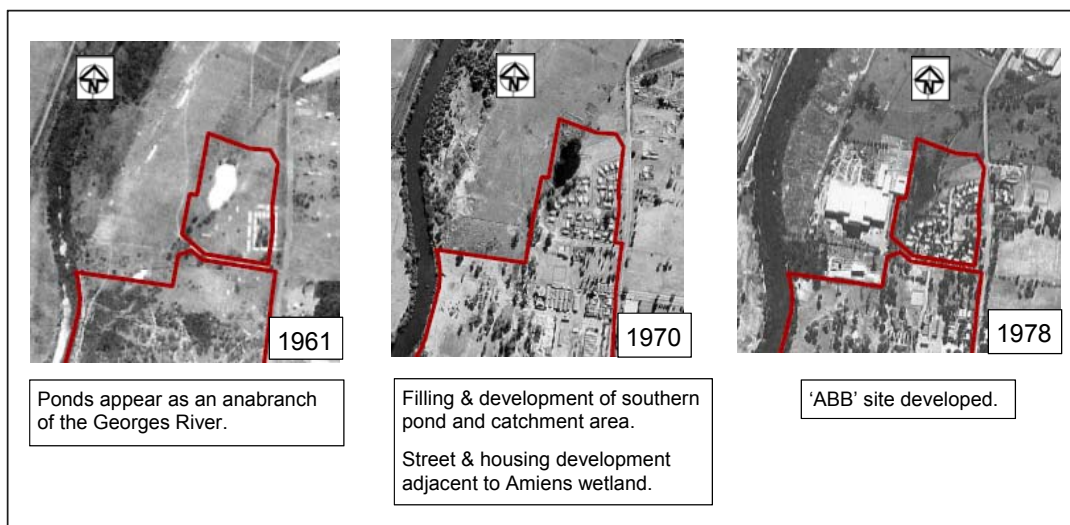 N
N
N
1961
1970
1978
Ponds appear as an anabranch
of the Georges River.
Filling & development of southern
pond and catchment area.
Street & housing development
adjacent to Amiens wetland.
‘ABB’ site developed.